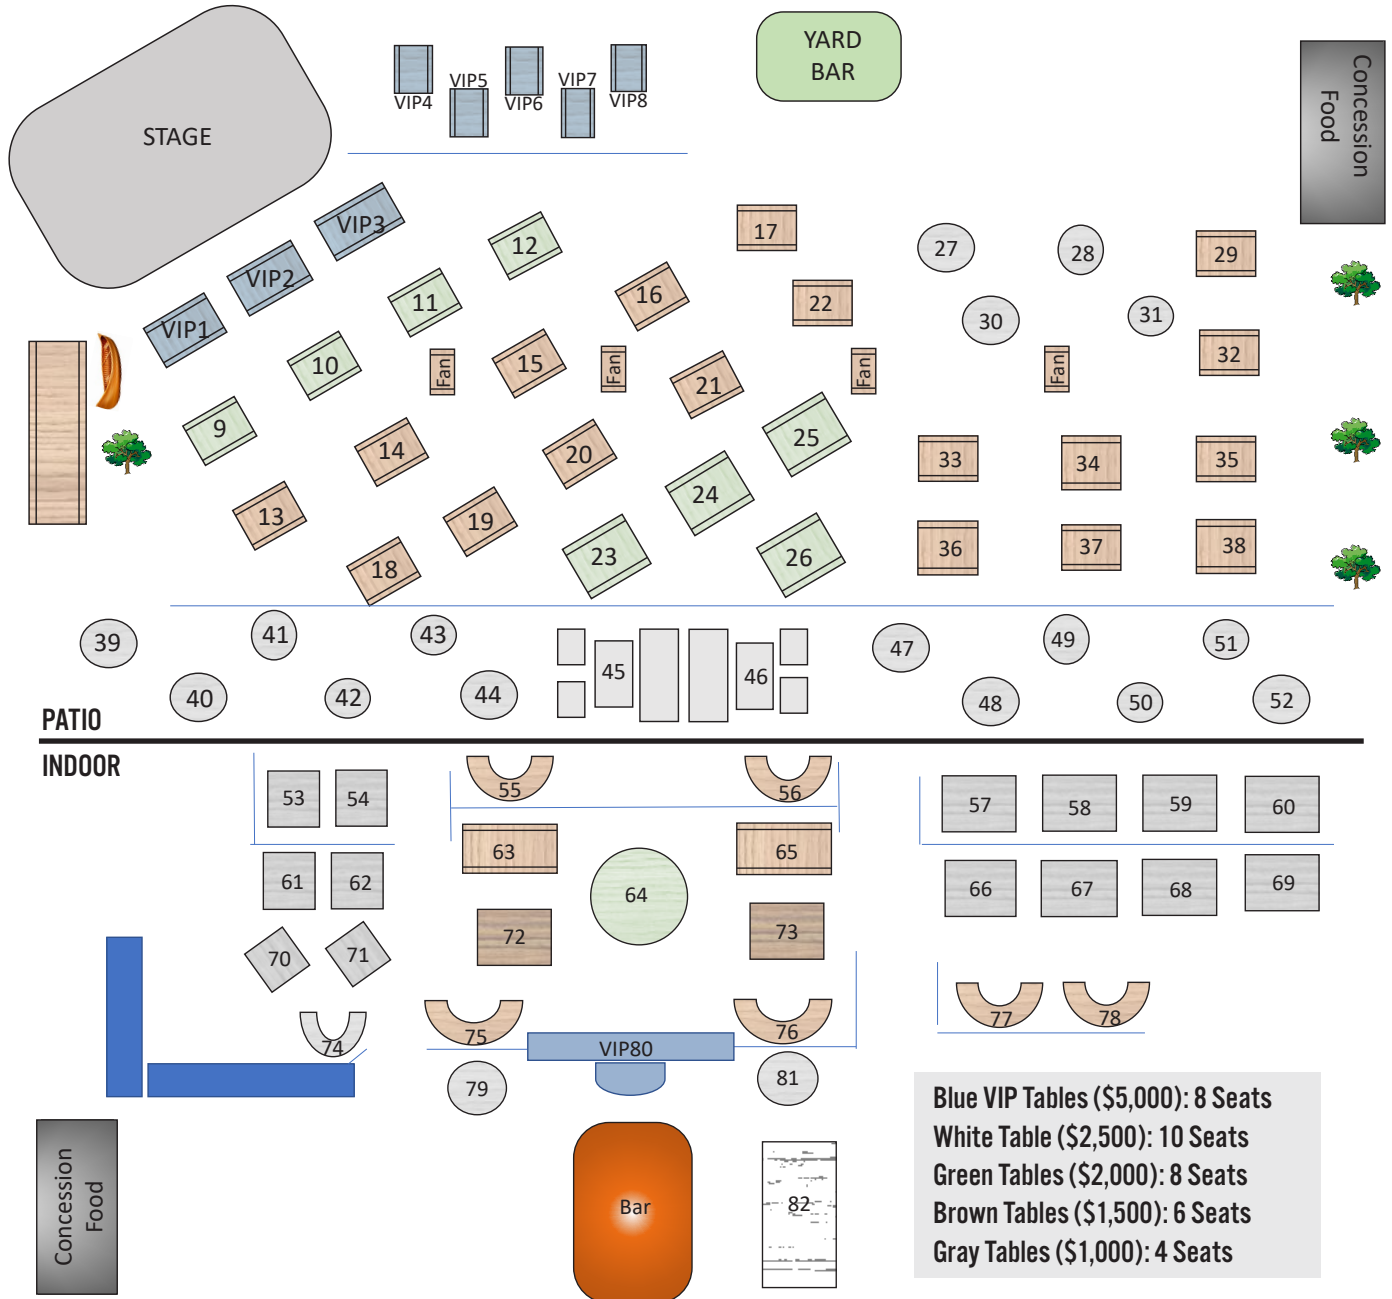 YARD
BAR
Concession
Food
STAGE
VIP4
VIP5
VIP6
VIP7
VIP8
VIP3
VIP2
VIP1
12
11
10
9
17
16
22
15
21
14
20
13
19
18
25
24
23
26
Fan
Fan
Fan
Fan
27
28
29
30
31
32
33
34
35
36
37
38
39
40
41
42
43
44
45
46
47
48
49
50
51
52
PATIO
INDOOR
53
54
55
56
57
58
59
60
61
62
63
64
65
66
67
68
69
70
71
72
73
74
75
76
77
78
79
VIP80
81
82
Bar
Concession
Food
Blue VIP Tables ($5,000): 8 Seats
White Table ($2,500): 10 Seats
Green Tables ($2,000): 8 Seats
Brown Tables ($1,500): 6 Seats
Gray Tables ($1,000): 4 Seats